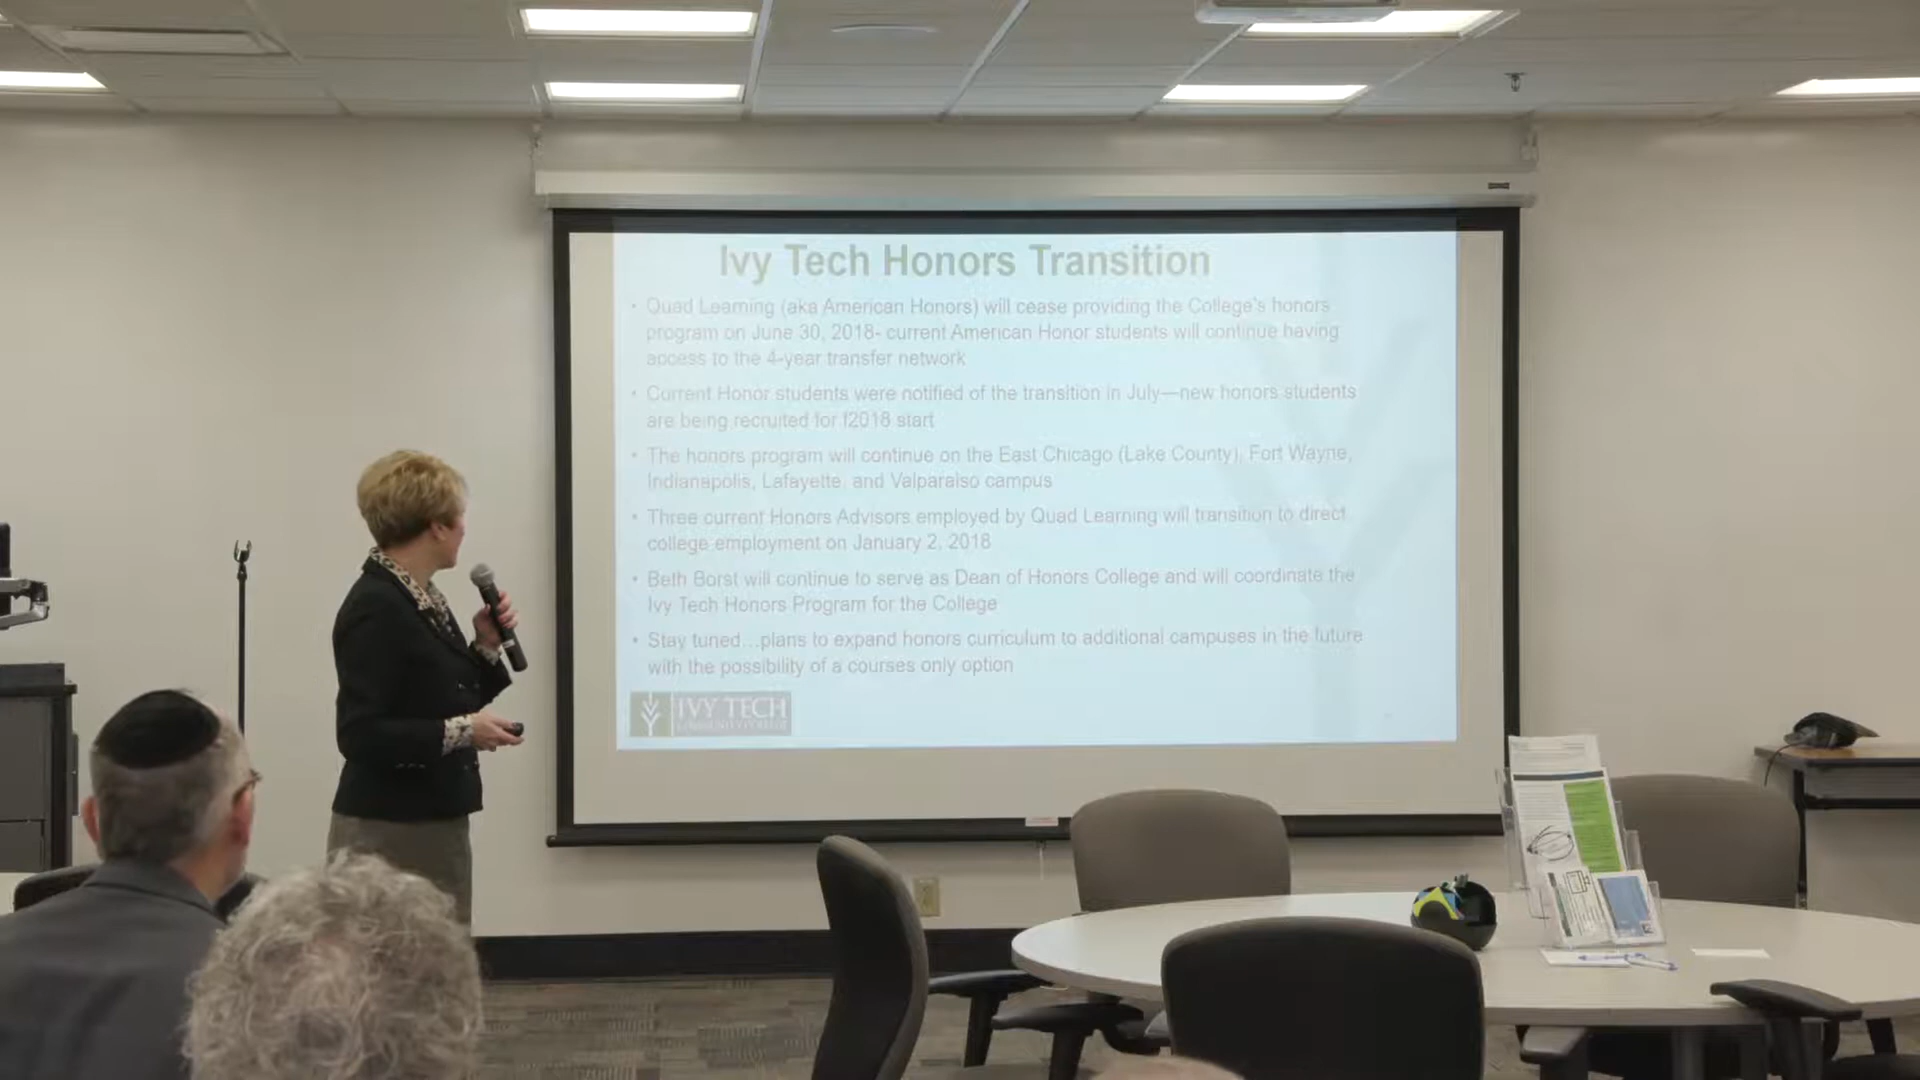 Ivy Tech Honors Transition
• Quad Learning (aka American Honors) will cease providing the College's honors
program on June 30, 2018- current American Honor students will continue having
access to the 4-year transfer network
• Current Honor students were notified of the transition in July—new honors students
are being recruited for f2018 start
• The honors program will continue on the East Chicago (Lake County), Fort Wayne,
Indianapolis, Lafayette, and Valparaiso campus
• Three current Honors Advisors employed by Quad Learning will transition to direct
college employment on January 2, 2018
• Beth Borst will continue to serve as Dean of Honors College and will coordinate the
Ivy Tech Honors Program for the College
• Stay tuned…plans to expand honors curriculum to additional campuses in the future
with the possibility of a courses only option
IVY TECH